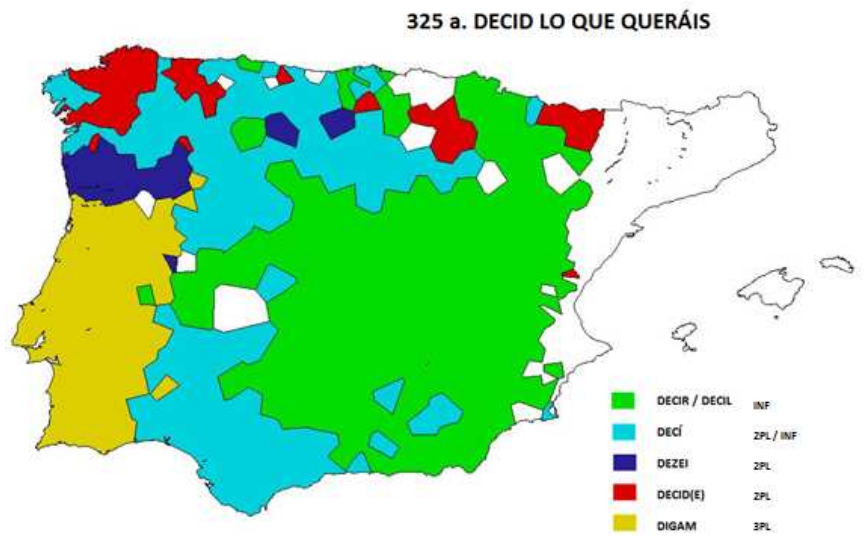 325 a. DECID LO QUE QUERÁIS
DECIR / DECIL INF
DECÍ 2PL / INF
DEZEI 2PL
DECID(E) 2PL
DIGAM 3PL